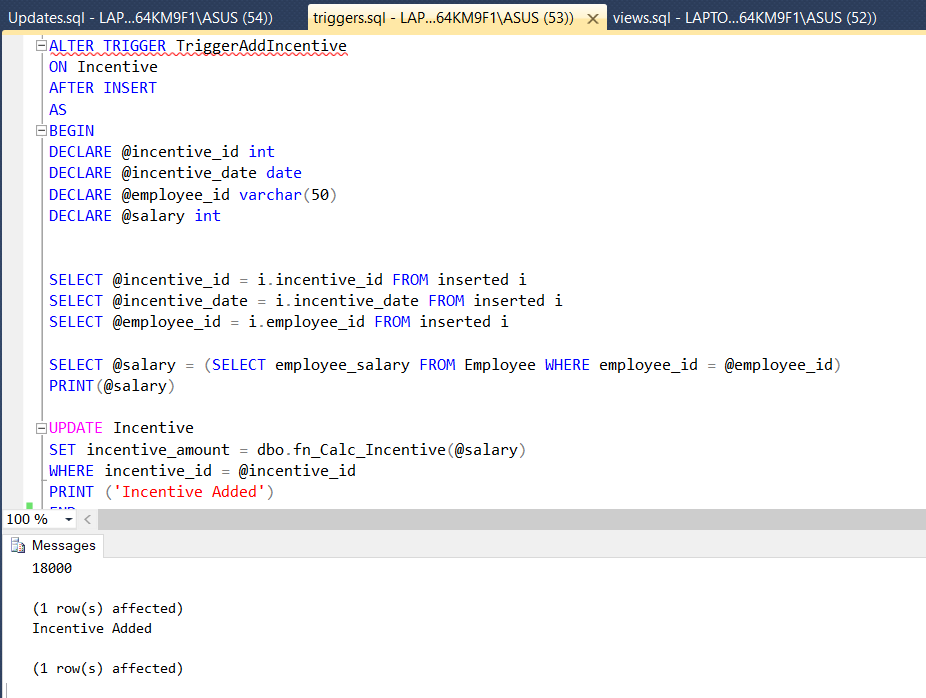 Updates.sql - LAP...64KM9F1\ASUS (54))
triggers.sql - LAP...64KM9F1\ASUS (53))
views.sql - LAPTO...64KM9F1\ASUS (52))
ALTER TRIGGER TriggerAddIncentive
ON Incentive
AFTER INSERT
AS
BEGIN
DECLARE @incentive_id int
DECLARE @incentive_date date
DECLARE @employee_id varchar(50)
DECLARE @salary int
SELECT @incentive_id = i.incentive_id FROM inserted i
SELECT @incentive_date = i.incentive_date FROM inserted i
SELECT @employee_id = i.employee_id FROM inserted i
SELECT @salary = (SELECT employee_salary FROM Employee WHERE employee_id = @employee_id)
PRINT(@salary)
UPDATE Incentive
SET incentive_amount = dbo.fn_Calc_Incentive(@salary)
WHERE incentive_id = @incentive_id
PRINT ('Incentive Added')
END
100 %
Messages
18000
(1 row(s) affected)
Incentive Added
(1 row(s) affected)